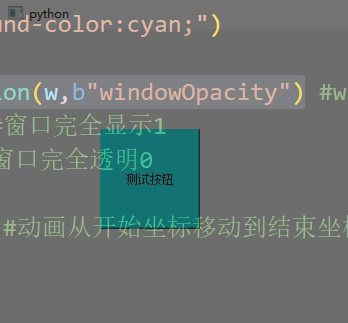 python
nd-color:cyan;")
ion(w,b"windowOpacity") #w
窗口完全显示1
窗口完全透明0
测试按钮
#动画从开始坐标移动到结束坐标